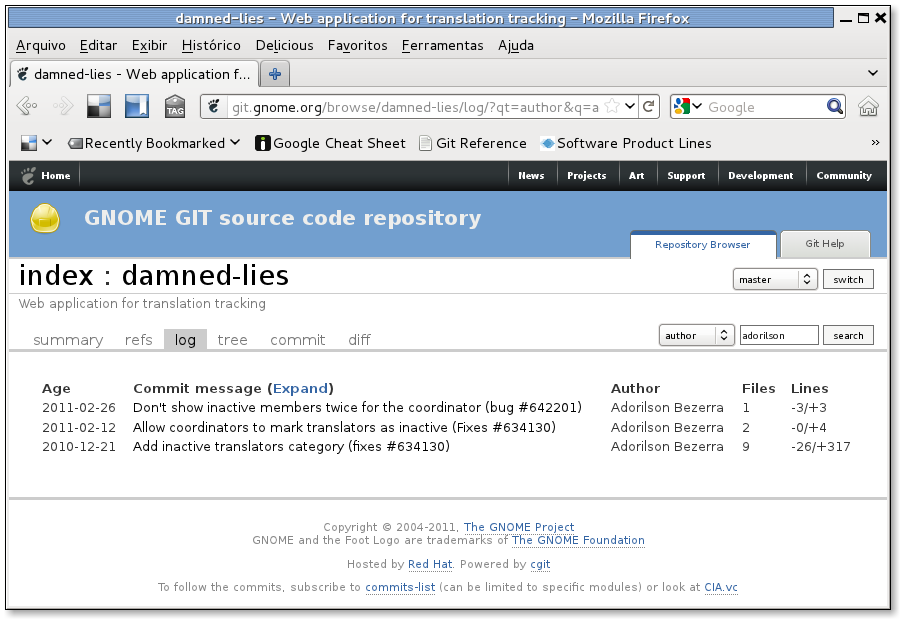 damned-lies - Web application for translation tracking - Mozilla Firefox
Arquivo Editar Exibir Histórico Delicious Favoritos Ferramentas Ajuda
damned-lies - Web application f...
TAG git.gnome.org/browse/damned-lies/log/?qt=author&q=a Google
Recently Bookmarked Google Cheat Sheet Git Reference Software Product Lines »
Home News Projects Art Support Development Community
GNOME GIT source code repository
Repository Browser Git Help
index : damned-lies master switch
Web application for translation tracking
summary refs log tree commit diff author adorilson search
Age Commit message (Expand) Author Files Lines
2011-02-26 Don't show inactive members twice for the coordinator (bug #642201) Adorilson Bezerra 1 -3/+3
2011-02-12 Allow coordinators to mark translators as inactive (Fixes #634130) Adorilson Bezerra 2 -0/+4
2010-12-21 Add inactive translators category (fixes #634130) Adorilson Bezerra 9 -26/+317
Copyright © 2004-2011, The GNOME Project
GNOME and the Foot Logo are trademarks of The GNOME Foundation
Hosted by Red Hat. Powered by cgit
To follow the commits, subscribe to commits-list (can be limited to specific modules) or look at CIA.vc